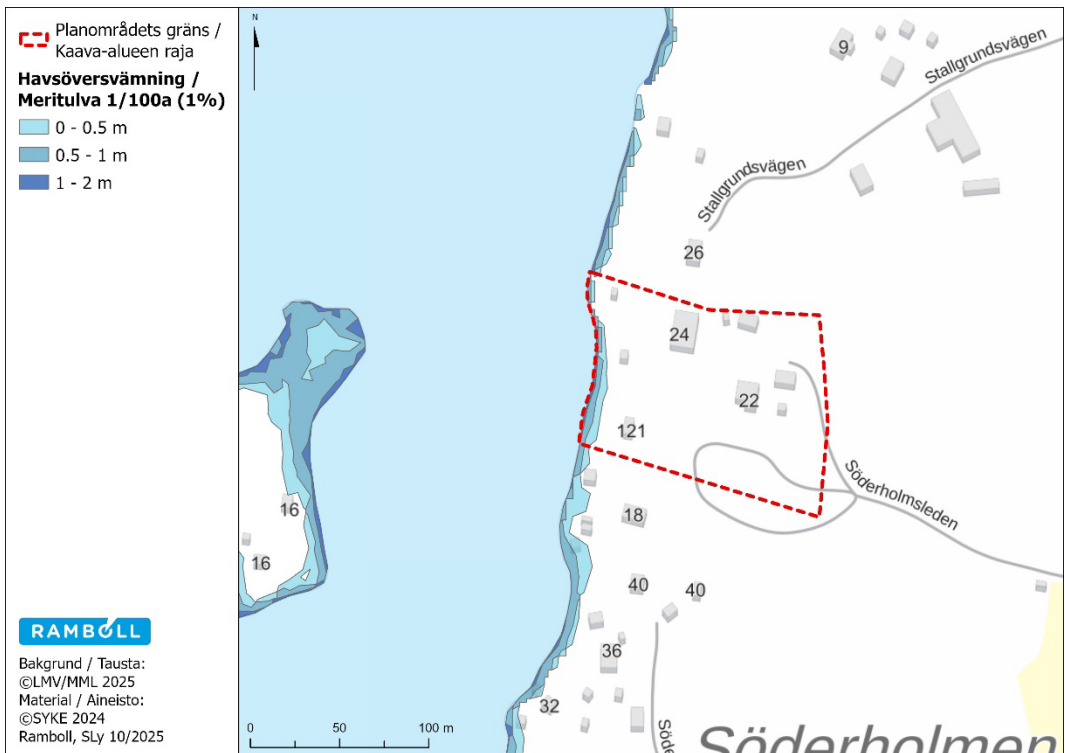 Planområdets gräns /
Kaava-alueen raja
Havsöversvämning /
Meritulva 1/100a (1%)
0 - 0.5 m
0.5 - 1 m
1 - 2 m
RAMBOLL
Bakgrund / Tausta:
©LMV/MML 2025
Material / Aineisto:
©SYKE 2024
Ramboll, SLy 10/2025
N
9
Stallgrundsvägen
Stallgrundsvägen
26
24
22
121
Söderholmsleden
18
16
16
40
40
36
32
Söd
Söderholmen
0
50
100 m